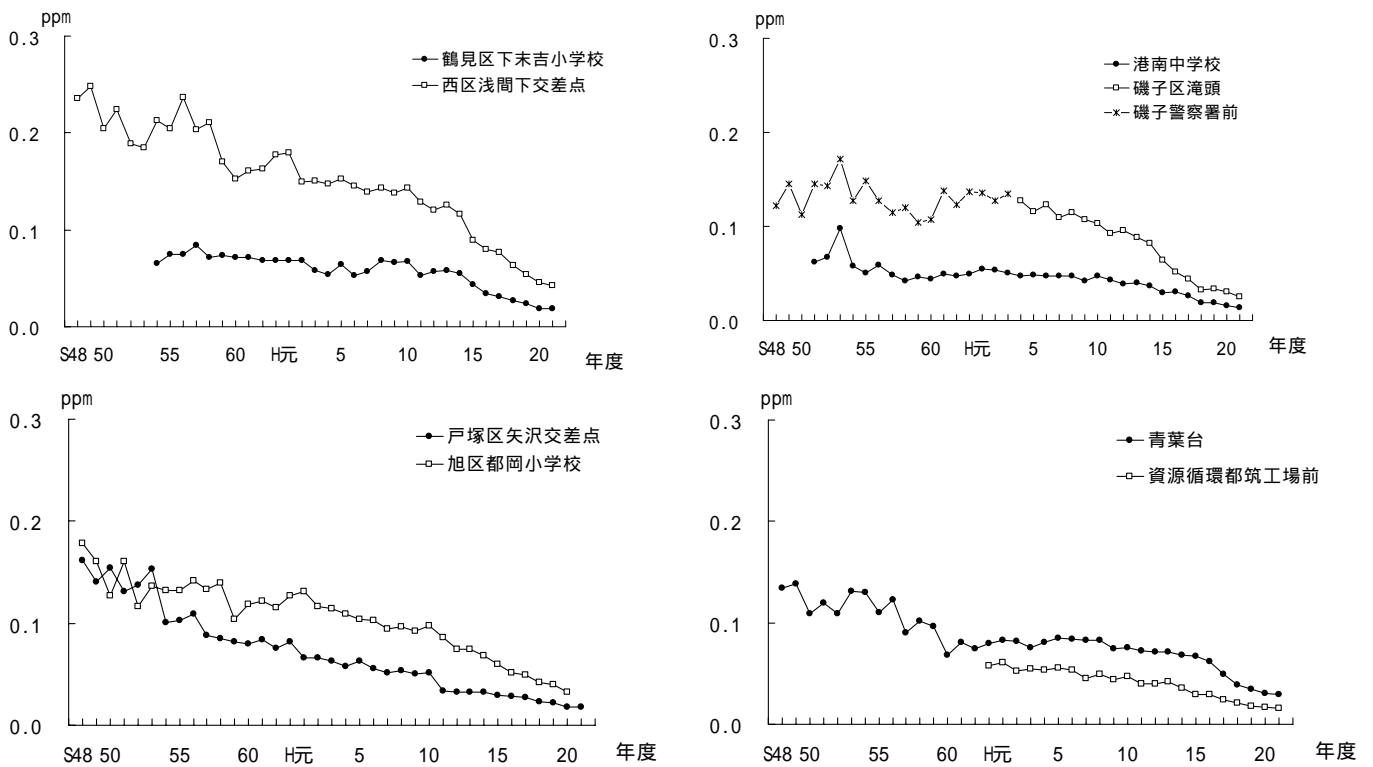 ppm
0.3
0.2
0.1
0.0
鶴見区下末吉小学校
西区浅間下交差点
S48 50 55 60 H元 5 10 15 20 年度
ppm
0.3
0.2
0.1
0.0
港南中学校
磯子区滝頭
磯子警察署前
S48 50 55 60 H元 5 10 15 20 年度
ppm
0.3
0.2
0.1
0.0
戸塚区矢沢交差点
旭区都岡小学校
S48 50 55 60 H元 5 10 15 20 年度
ppm
0.3
0.2
0.1
0.0
青葉台
資源循環都筑工場前
S48 50 55 60 H元 5 10 15 20 年度